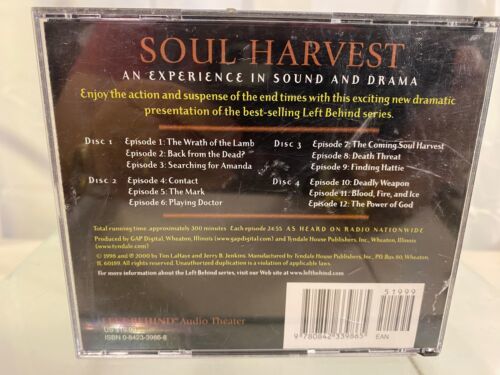 SOUL HARVEST
AN EXPERIENCE IN SOUND AND DRAMA
Enjoy the action and suspense of the end times with this exciting new dramatic
presentation of the best-selling Left Behind series.
DISC 1 Episode 1: The Wrath of the Lamb
Episode 2: Back from the Dead?
Episode 3: Searching for Amanda
DISC 2 Episode 4: Contact
Episode 5: The Mark
Episode 6: Playing Doctor
DISC 3 Episode 7: The Coming Soul Harvest
Episode 8: Death Threat
Episode 9: Finding Hattie
DISC 4 Episode 10: Deadly Weapon
Episode 11: Blood, Fire, and Ice
Episode 12: The Power of God
Total running time approximately 300 minutes Each episode 24:55 AS HEARD ON RADIO NATIONWIDE
Produced by GAP Digital, Wheaton, Illinois (www.gapdigital.com) and Tyndale House Publishers, Inc., Wheaton, Illinois
(www.tyndale.com)
© 1998 and ℗ 2000 by Tim LaHaye and Jerry B. Jenkins. Manufactured by Tyndale House Publishers, Inc., P.O. Box 80, Wheaton,
IL 60189. All rights reserved. Unauthorized duplication is a violation of applicable laws.
For more information about the Left Behind series, visit our Web site at www.leftbehind.com
LEFT BEHIND™ Audio Theater
US $19.99
ISBN 0-8423-3986-8
51999
9 780842 339865
EAN